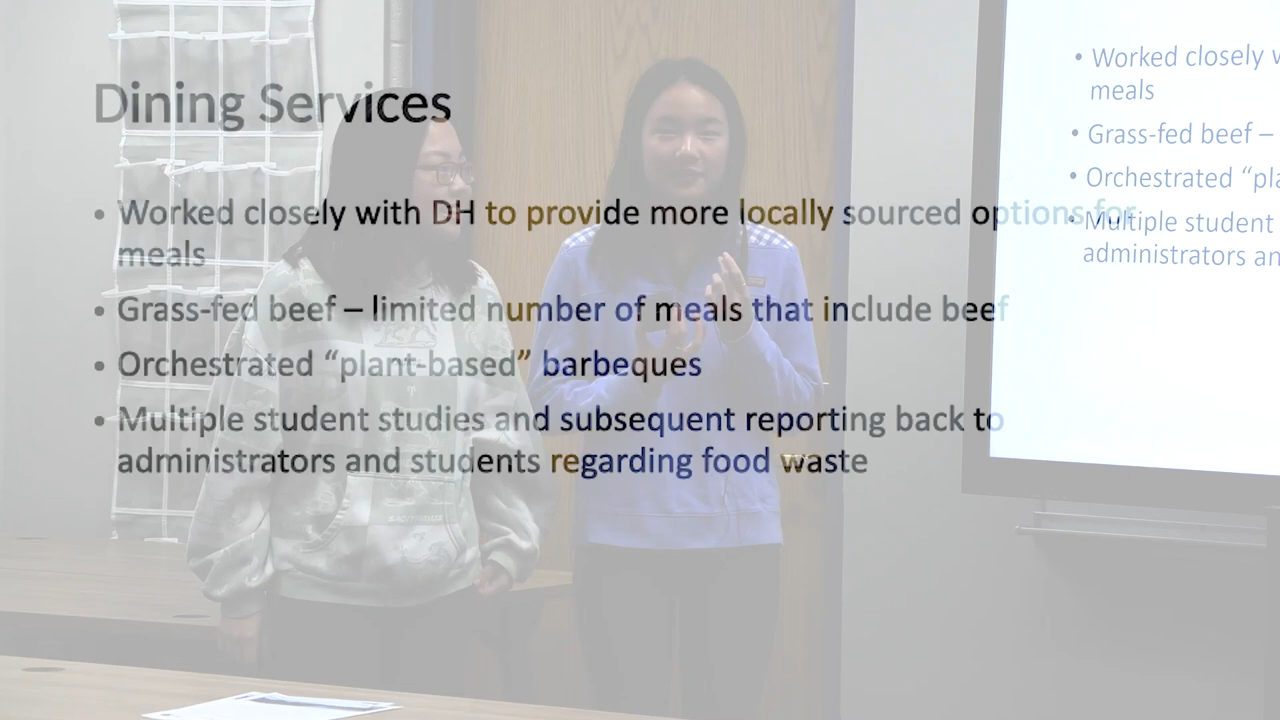 Dining Services
• Worked closely with DH to provide more locally sourced options for
meals
• Grass-fed beef – limited number of meals that include beef
• Orchestrated “plant-based” barbeques
• Multiple student studies and subsequent reporting back to
administrators and students regarding food waste
• Worked closely
meals
• Grass-fed beef –
• Orchestrated
• Multiple student
administrators